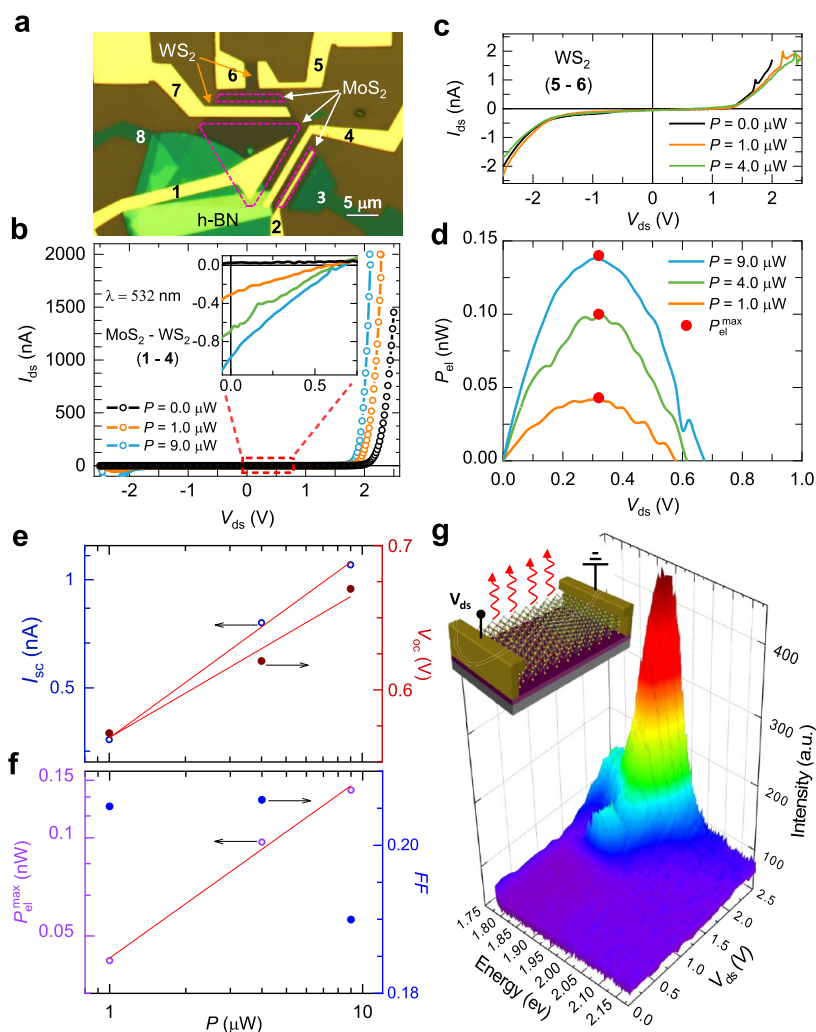 a
WS2
6
5
7
MoS2
8
4
1
3
h-BN
2
5 μm
b
2000
1500
1000
500
0
Ids (nA)
λ = 532 nm
MoS2 - WS2
(1 - 4)
P = 0.0 μW
P = 1.0 μW
P = 9.0 μW
0.0
-0.4
-0.8
0.0
0.5
-2
-1
0
1
2
Vds (V)
c
2
1
0
-1
-2
Ids (nA)
WS2
(5 - 6)
P = 0.0 μW
P = 1.0 μW
P = 4.0 μW
-2
-1
0
1
2
Vds (V)
d
0.15
0.10
0.05
0.00
Pel (nW)
P = 9.0 μW
P = 4.0 μW
P = 1.0 μW
Pelmax
0.0
0.2
0.4
0.6
0.8
1.0
Vds (V)
e
1
0.5
Isc (nA)
0.7
0.6
0.5
Voc (V)
f
0.15
0.1
0.05
Pelmax (nW)
0.20
0.18
FF
1
10
P (μW)
g
Vds
400
300
200
100
Intensity (a.u.)
1.75
1.80
1.85
1.90
1.95
2.00
2.05
2.10
2.15
Energy (ev)
0.0
0.5
1.0
1.5
2.0
2.5
Vds (V)